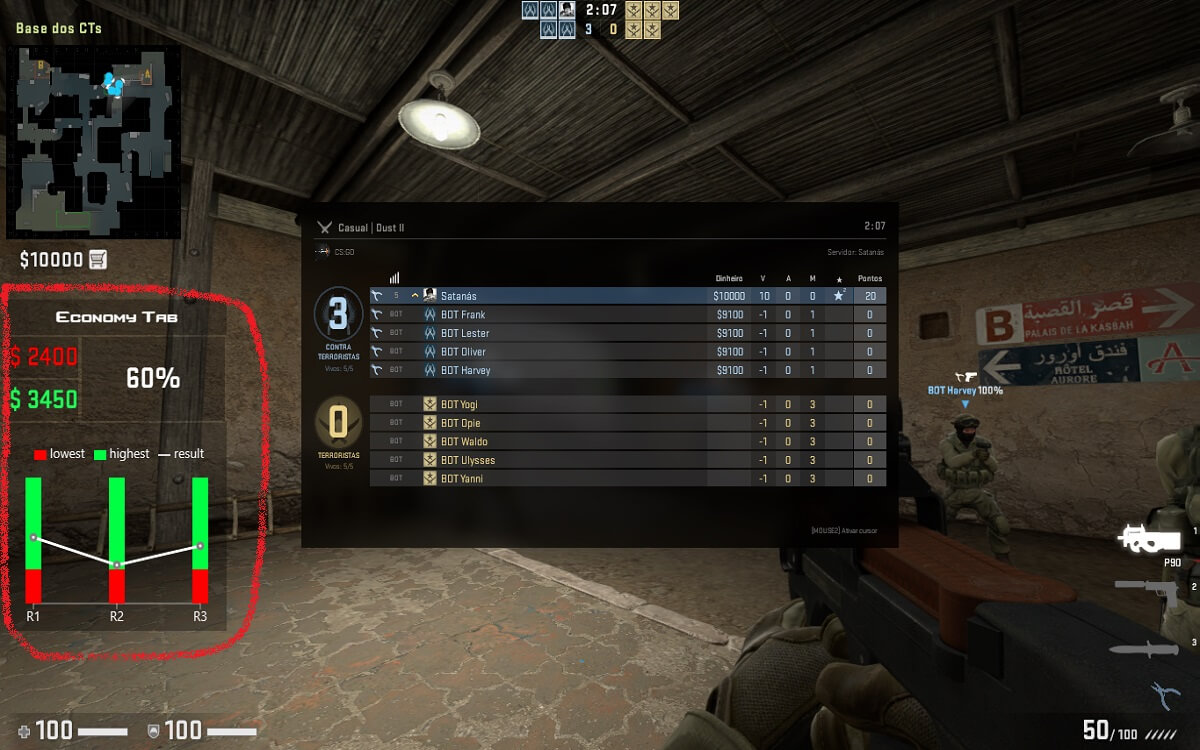 Base dos CTs
2:07
3 0
B
A
$10000
Economy Tab
$ 2400
$ 3450
60%
lowest highest result
R1 R2 R3
Casual | Dust II 2:07
CS:GO Servidor: Satanás
Dinheiro V A M ★ Pontos
3
CONTRA
TERRORISTAS
Vivos: 5/5
5 Satanás $10000 10 0 0 ★2 20
BOT BOT Frank $9100 -1 0 1 0
BOT BOT Lester $9100 -1 0 1 0
BOT BOT Oliver $9100 -1 0 1 0
BOT BOT Harvey $9100 -1 0 1 0
0
TERRORISTAS
Vivos: 5/5
BOT BOT Yogi -1 0 3 0
BOT BOT Opie -1 0 3 0
BOT BOT Waldo -1 0 3 0
BOT BOT Ulysses -1 0 3 0
BOT BOT Yanni -1 0 3 0
[MOUSE2] Ativar cursor
B قصر القصبة
PALAIS DE LA KASBAH
فندق اورور
HÔTEL
AURORE
A
BOT Harvey 100%
1
P90
2
3
100 100
50/100